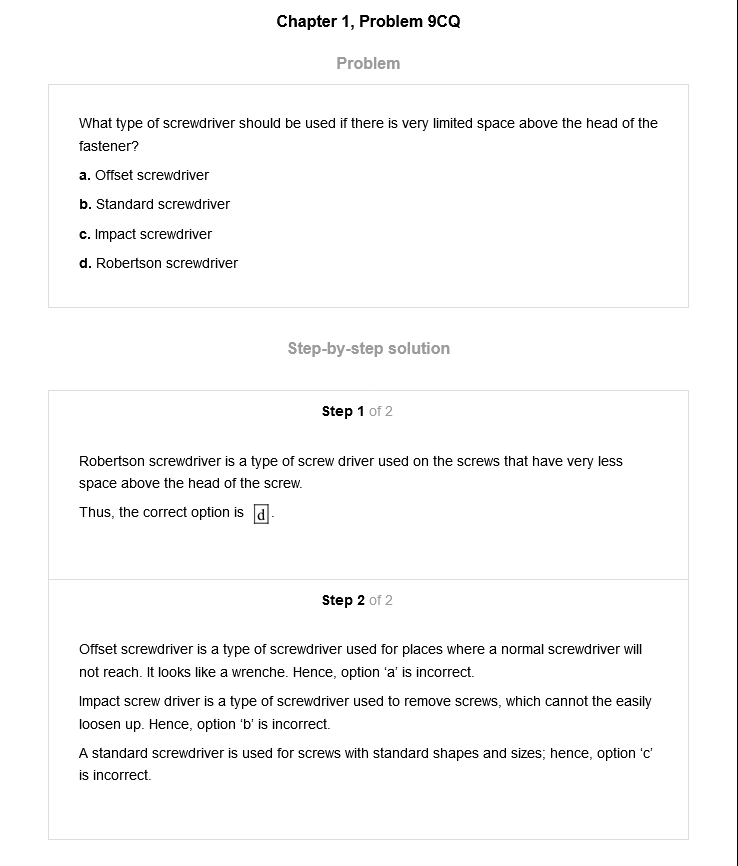 Chapter 1, Problem 9CQ
Problem
What type of screwdriver should be used if there is very limited space above the head of the
fastener?
a. Offset screwdriver
b. Standard screwdriver
c. Impact screwdriver
d. Robertson screwdriver
Step-by-step solution
Step 1 of 2
Robertson screwdriver is a type of screw driver used on the screws that have very less
space above the head of the screw.
Thus, the correct option is d.
Step 2 of 2
Offset screwdriver is a type of screwdriver used for places where a normal screwdriver will
not reach. It looks like a wrenche. Hence, option ‘a’ is incorrect.
Impact screw driver is a type of screwdriver used to remove screws, which cannot the easily
loosen up. Hence, option ‘b’ is incorrect.
A standard screwdriver is used for screws with standard shapes and sizes; hence, option ‘c’
is incorrect.